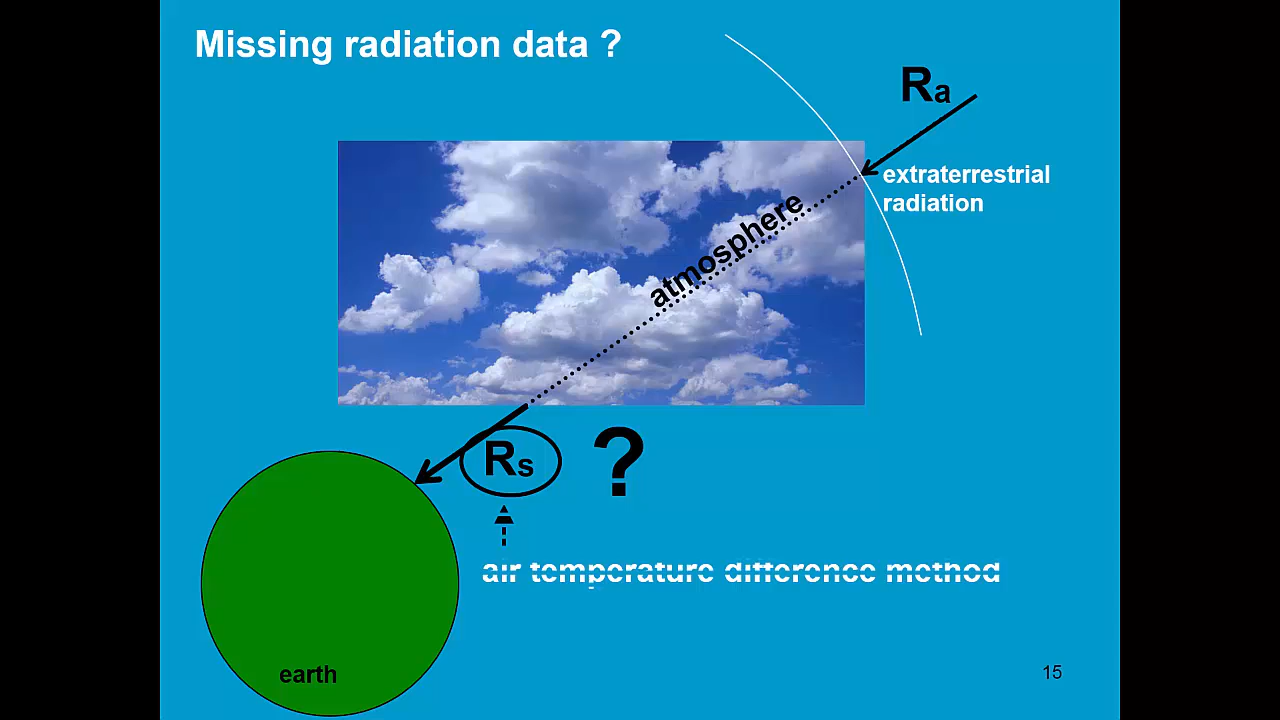 Missing radiation data ?
Ra
extraterrestrial
radiation
atmosphere
Rs ?
air temperature difference method
earth
15